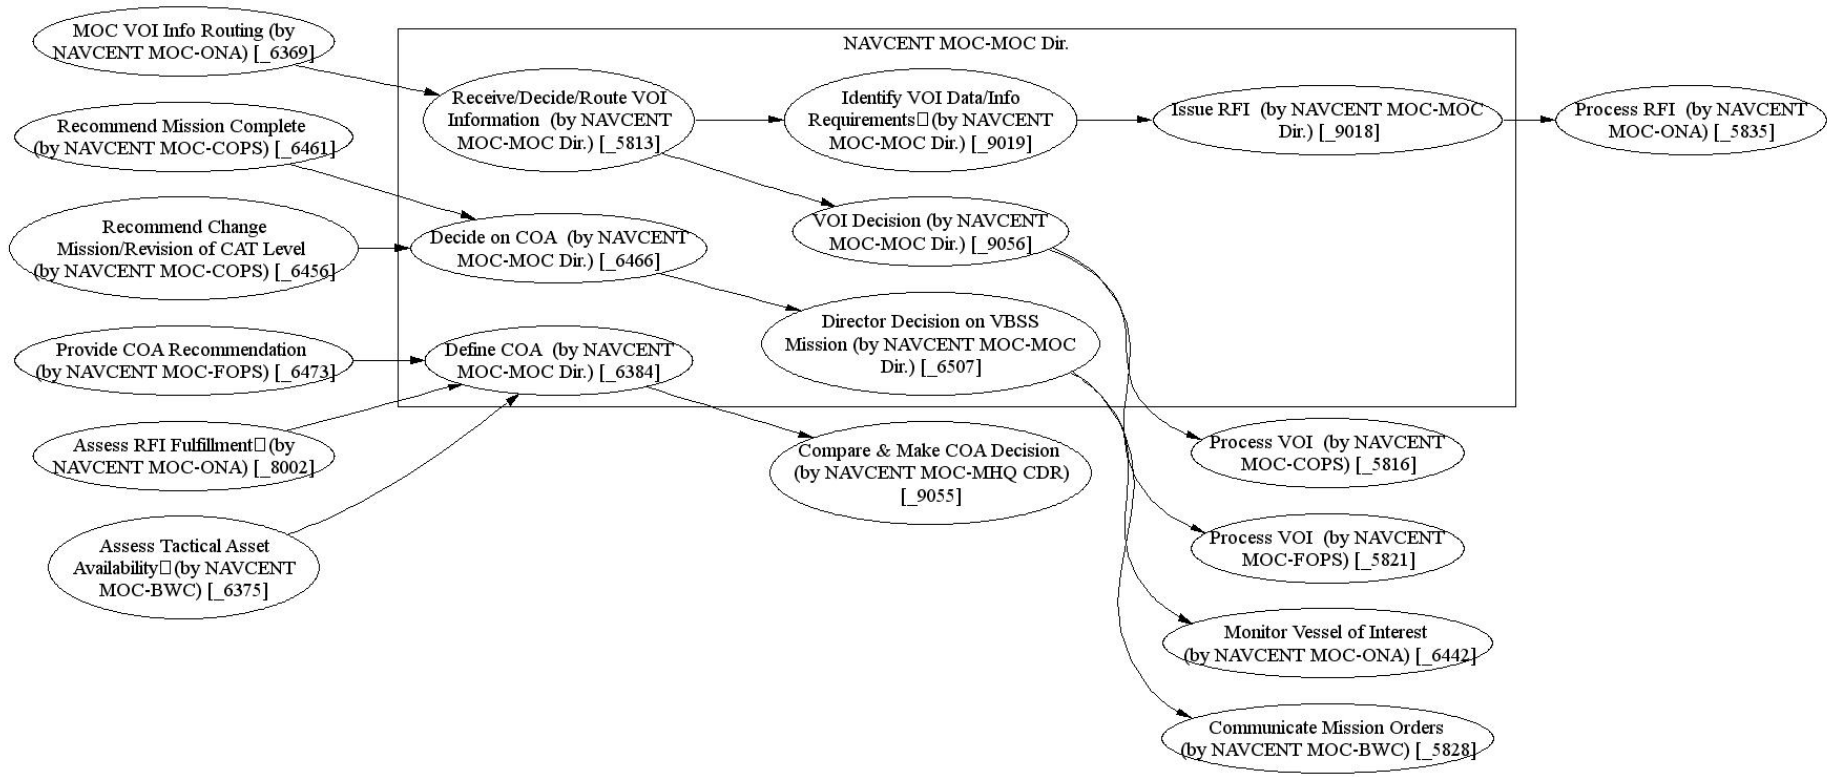 MOC VOI Info Routing (by
NAVCENT MOC-ONA) [_6369]
NAVCENT MOC-MOC Dir.
Receive/Decide/Route VOI
Information (by NAVCENT
MOC-MOC Dir.) [_5813]
Identify VOI Data/Info
Requirements□ (by NAVCENT
MOC-MOC Dir.) [_9019]
Issue RFI (by NAVCENT MOC-MOC
Dir.) [_9018]
Process RFI (by NAVCENT
MOC-ONA) [_5835]
Recommend Mission Complete
(by NAVCENT MOC-COPS) [_6461]
Recommend Change
Mission/Revision of CAT Level
(by NAVCENT MOC-COPS) [_6456]
Decide on COA (by NAVCENT
MOC-MOC Dir.) [_6466]
VOI Decision (by NAVCENT
MOC-MOC Dir.) [_9056]
Director Decision on VBSS
Mission (by NAVCENT MOC-MOC
Dir.) [_6507]
Provide COA Recommendation
(by NAVCENT MOC-FOPS) [_6473]
Define COA (by NAVCENT
MOC-MOC Dir.) [_6384]
Assess RFI Fulfillment□ (by
NAVCENT MOC-ONA) [_8002]
Compare & Make COA Decision
(by NAVCENT MOC-MHQ CDR)
[_9055]
Process VOI (by NAVCENT
MOC-COPS) [_5816]
Assess Tactical Asset
Availability□ (by NAVCENT
MOC-BWC) [_6375]
Process VOI (by NAVCENT
MOC-FOPS) [_5821]
Monitor Vessel of Interest
(by NAVCENT MOC-ONA) [_6442]
Communicate Mission Orders
(by NAVCENT MOC-BWC) [_5828]